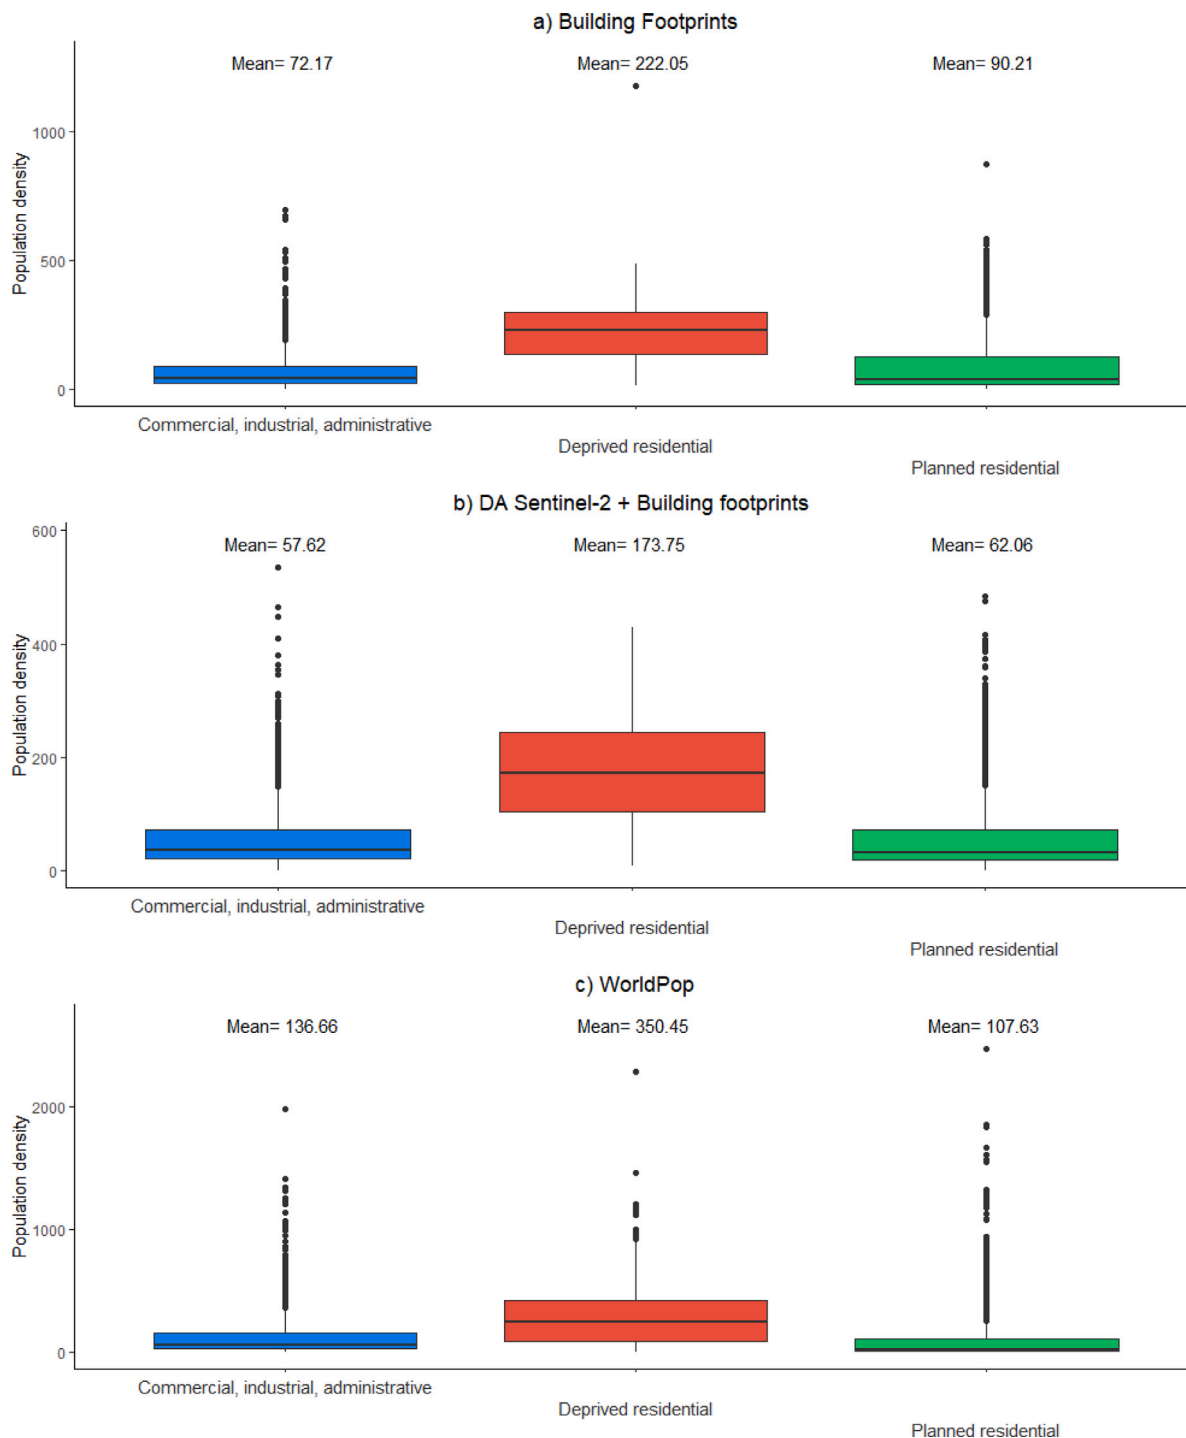 a) Building Footprints
Mean= 72.17 Mean= 222.05 Mean= 90.21
Population density
1000
500
0
Commercial, industrial, administrative
Deprived residential
Planned residential
b) DA Sentinel-2 + Building footprints
Mean= 57.62 Mean= 173.75 Mean= 62.06
Population density
600
400
200
0
Commercial, industrial, administrative
Deprived residential
Planned residential
c) WorldPop
Mean= 136.66 Mean= 350.45 Mean= 107.63
Population density
2000
1000
0
Commercial, industrial, administrative
Deprived residential
Planned residential